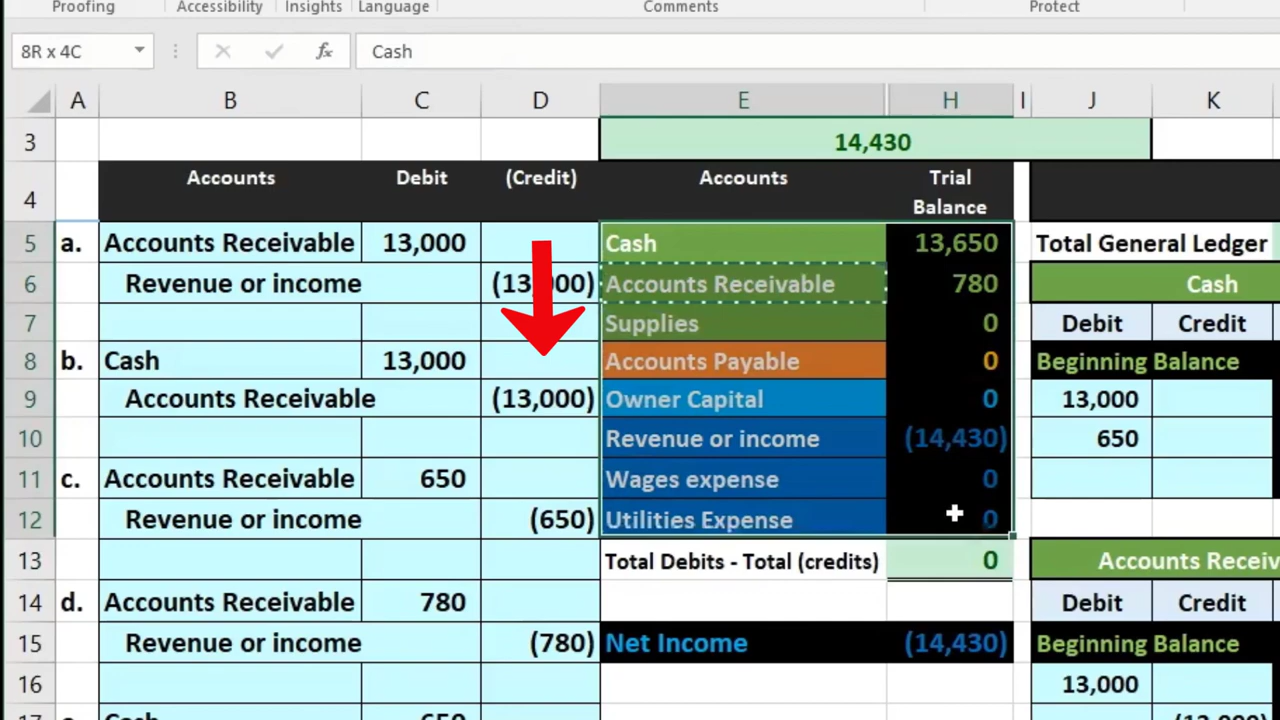 Proofing Accessibility Insights Language Comments Protect
8R x 4C fx Cash
A B C D E H I J K
3 14,430
4 Accounts Debit (Credit) Accounts Trial Balance
5 a. Accounts Receivable 13,000 Cash 13,650 Total General Ledger
6 Revenue or income Accounts Receivable 780 Cash
7 Supplies 0 Debit Credit
8 b. Cash 13,000 Accounts Payable 0 Beginning Balance
9 Accounts Receivable (13,000) Owner Capital 0 13,000
10 Revenue or income (14,430) 650
11 c. Accounts Receivable 650 Wages expense 0
12 Revenue or income (650) Utilities Expense 0
13 Total Debits - Total (credits) 0
14 d. Accounts Receivable 780 Debit Credit
15 Revenue or income (780) Net Income (14,430) Beginning Balance
16 13,000